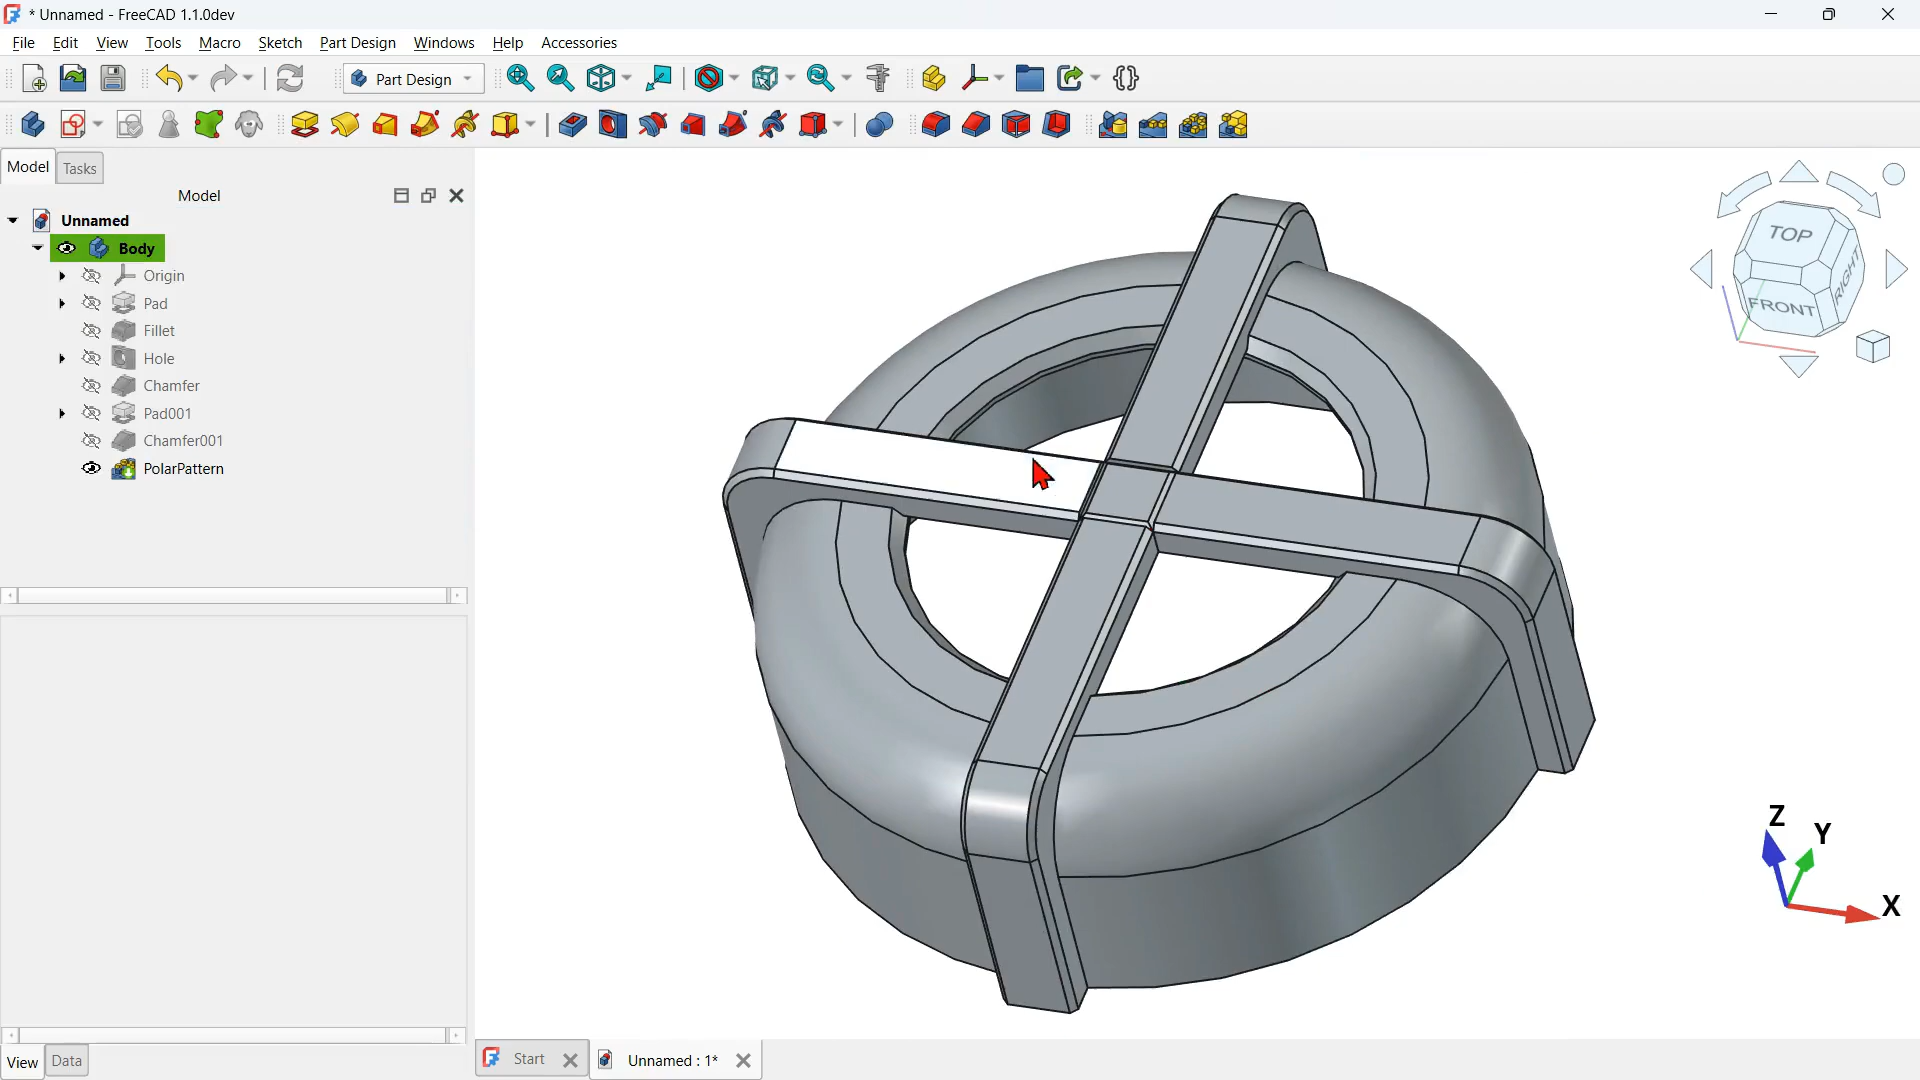 * Unnamed - FreeCAD 1.1.0dev
File Edit View Tools Macro Sketch Part Design Windows Help Accessories
Part Design
Model Tasks
Model
Unnamed
Body
Origin
Pad
Fillet
Hole
Chamfer
Pad001
Chamfer001
PolarPattern
TOP
FRONT
RIGHT
Z
Y
X
View Data
Start
Unnamed : 1*